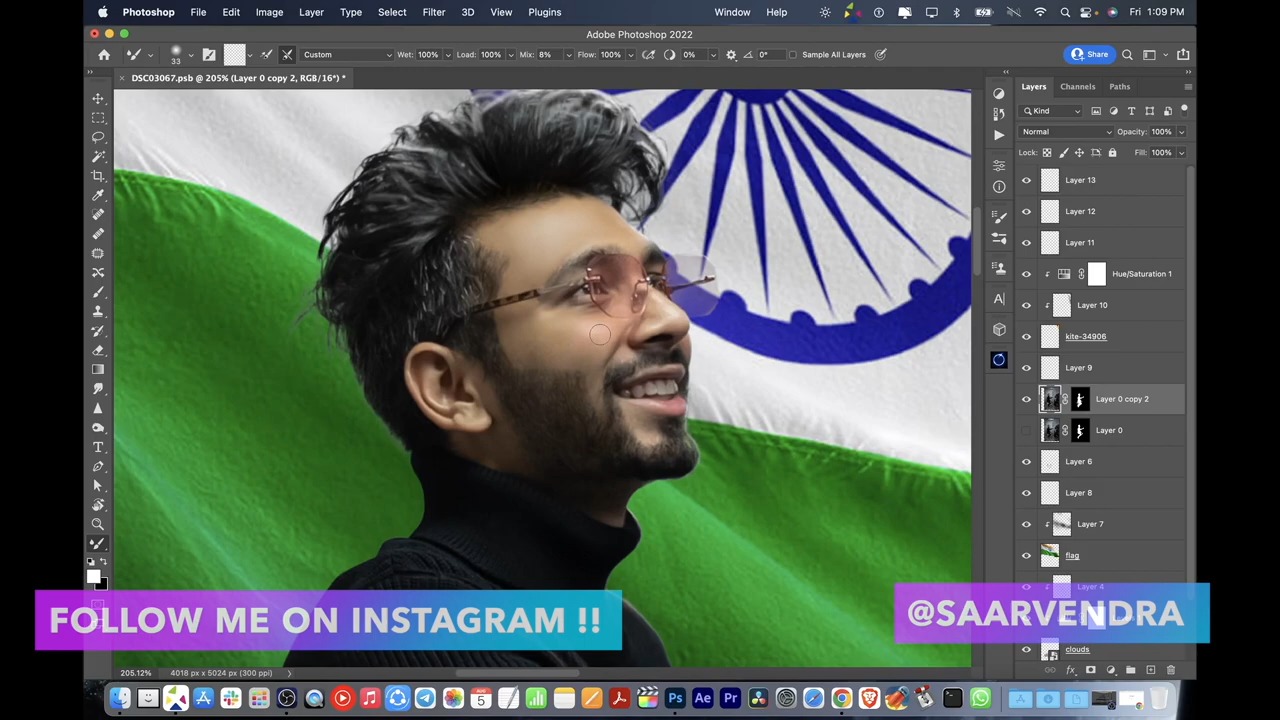 Photoshop File Edit Image Layer Type Select Filter 3D View Plugins Window Help Fri 1:09 PM
Adobe Photoshop 2022
33 Custom Wet: 100% Load: 100% Mix: 8% Flow: 100% 0% 0° Sample All Layers Share
DSC03067.psb @ 205% (Layer 0 copy 2, RGB/16*) *
Layers Channels Paths
Kind
Normal Opacity: 100%
Lock: Fill: 100%
Layer 13
Layer 12
Layer 11
Hue/Saturation 1
Layer 10
kite-34906
Layer 9
Layer 0 copy 2
Layer 0
Layer 6
Layer 8
Layer 7
flag
Layer 4
FOLLOW ME ON INSTAGRAM !!
@SAARVENDRA
clouds
205.12% 4018 px x 5024 px (300 ppi)